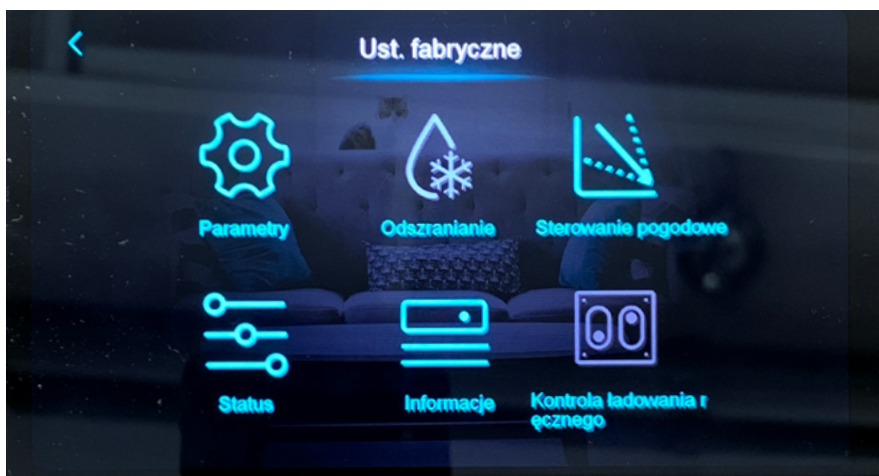 Ust. fabryczne
Parametry
Odszranianie
Sterowanie pogodowe
Status
Informacje
Kontrola ładowania r
ęcznego